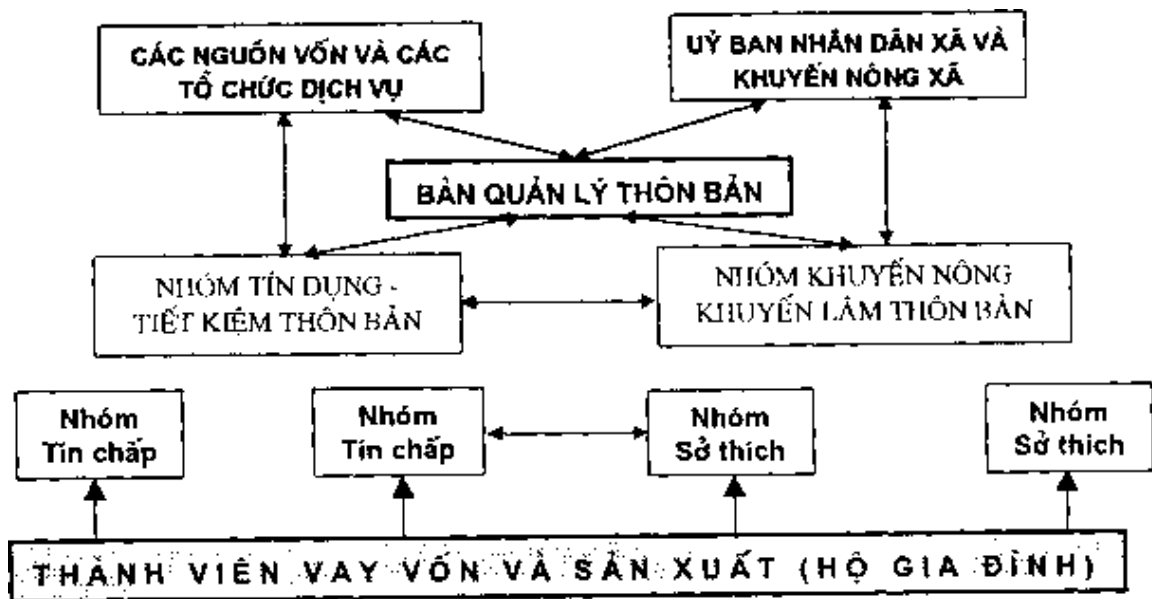 CÁC NGUỒN VỐN VÀ CÁC
TỔ CHỨC DỊCH VỤ
UỶ BAN NHÂN DÂN XÃ VÀ
KHUYẾN NÔNG XÃ
BẢN QUẢN LÝ THÔN BẢN
NHÓM TÍN DỤNG -
TIẾT KIỆM THÔN BẢN
NHÓM KHUYẾN NÔNG
KHUYẾN LÂM THÔN BẢN
Nhóm
Tín chấp
Nhóm
Tín chấp
Nhóm
Sở thích
Nhóm
Sở thích
THÀNH VIÊN VAY VỐN VÀ SẢN XUẤT (HỘ GIA ĐÌNH)